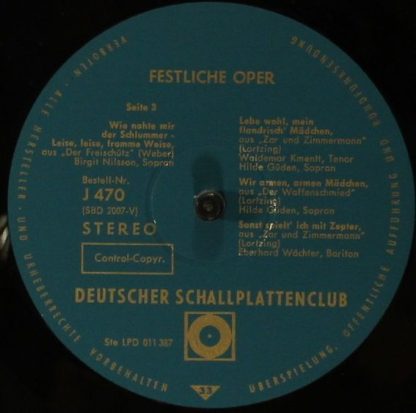 FESTLICHE OPER
Seite 3
Wie nahte mir
der Schlummer -
Leise, leise, fromme Weise,
aus „Der Freischütz" (Weber)
Birgit Nilsson, Sopran
Bestell-Nr.
J 470
(SBD 2007-V)
STEREO
Control-Copyr.
Lebe wohl, mein
flandrisch' Mädchen,
aus „Zar und Zimmermann"
(Lortzing)
Waldemar Kmentt, Tenor
Hilde Güden, Sopran
Wir armen, armen Mädchen,
aus „Der Waffenschmied"
(Lortzing)
Hilde Güden, Sopran
Sonst spielt' ich mit Zepter,
aus „Zar und Zimmermann"
(Lortzing)
Eberhard Wächter, Bariton
DEUTSCHER SCHALLPLATTENCLUB
Ste LPD 011 387
33
ALLE HERSTELLER- UND URHEBERRECHTE VORBEHALTEN
ÜBERSPIELUNG, ÖFFENTLICHE AUFFÜHRUNG UND RUNDFUNKSENDUNG
VERBOTEN ·